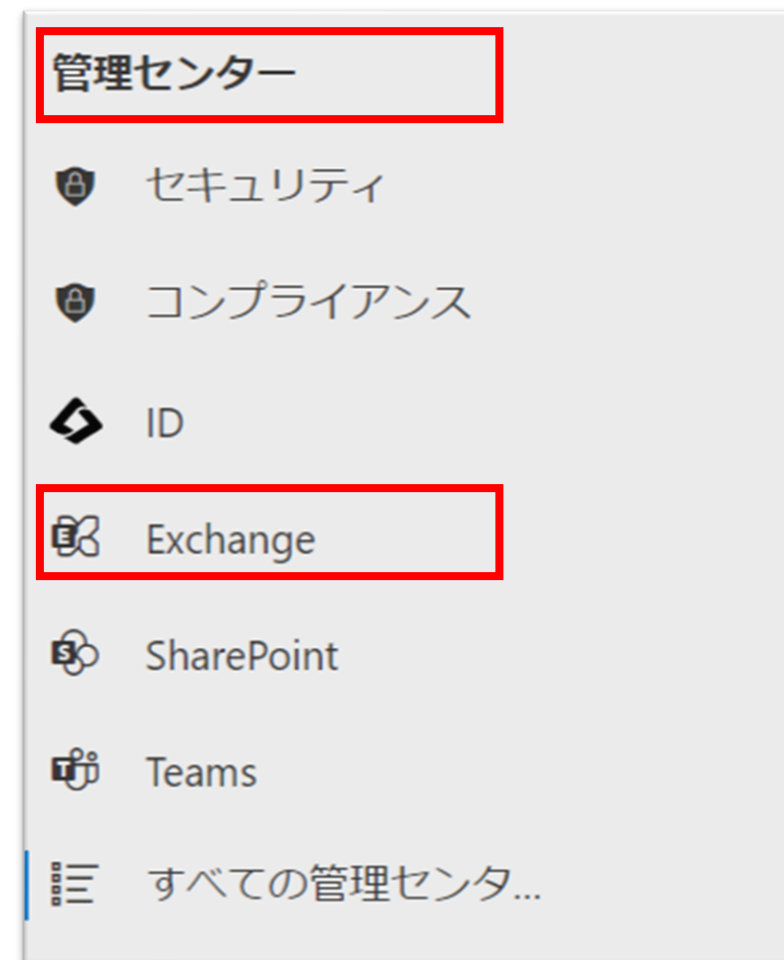 管理センター
セキュリティ
コンプライアンス
ID
Exchange
SharePoint
Teams
すべての管理センタ...